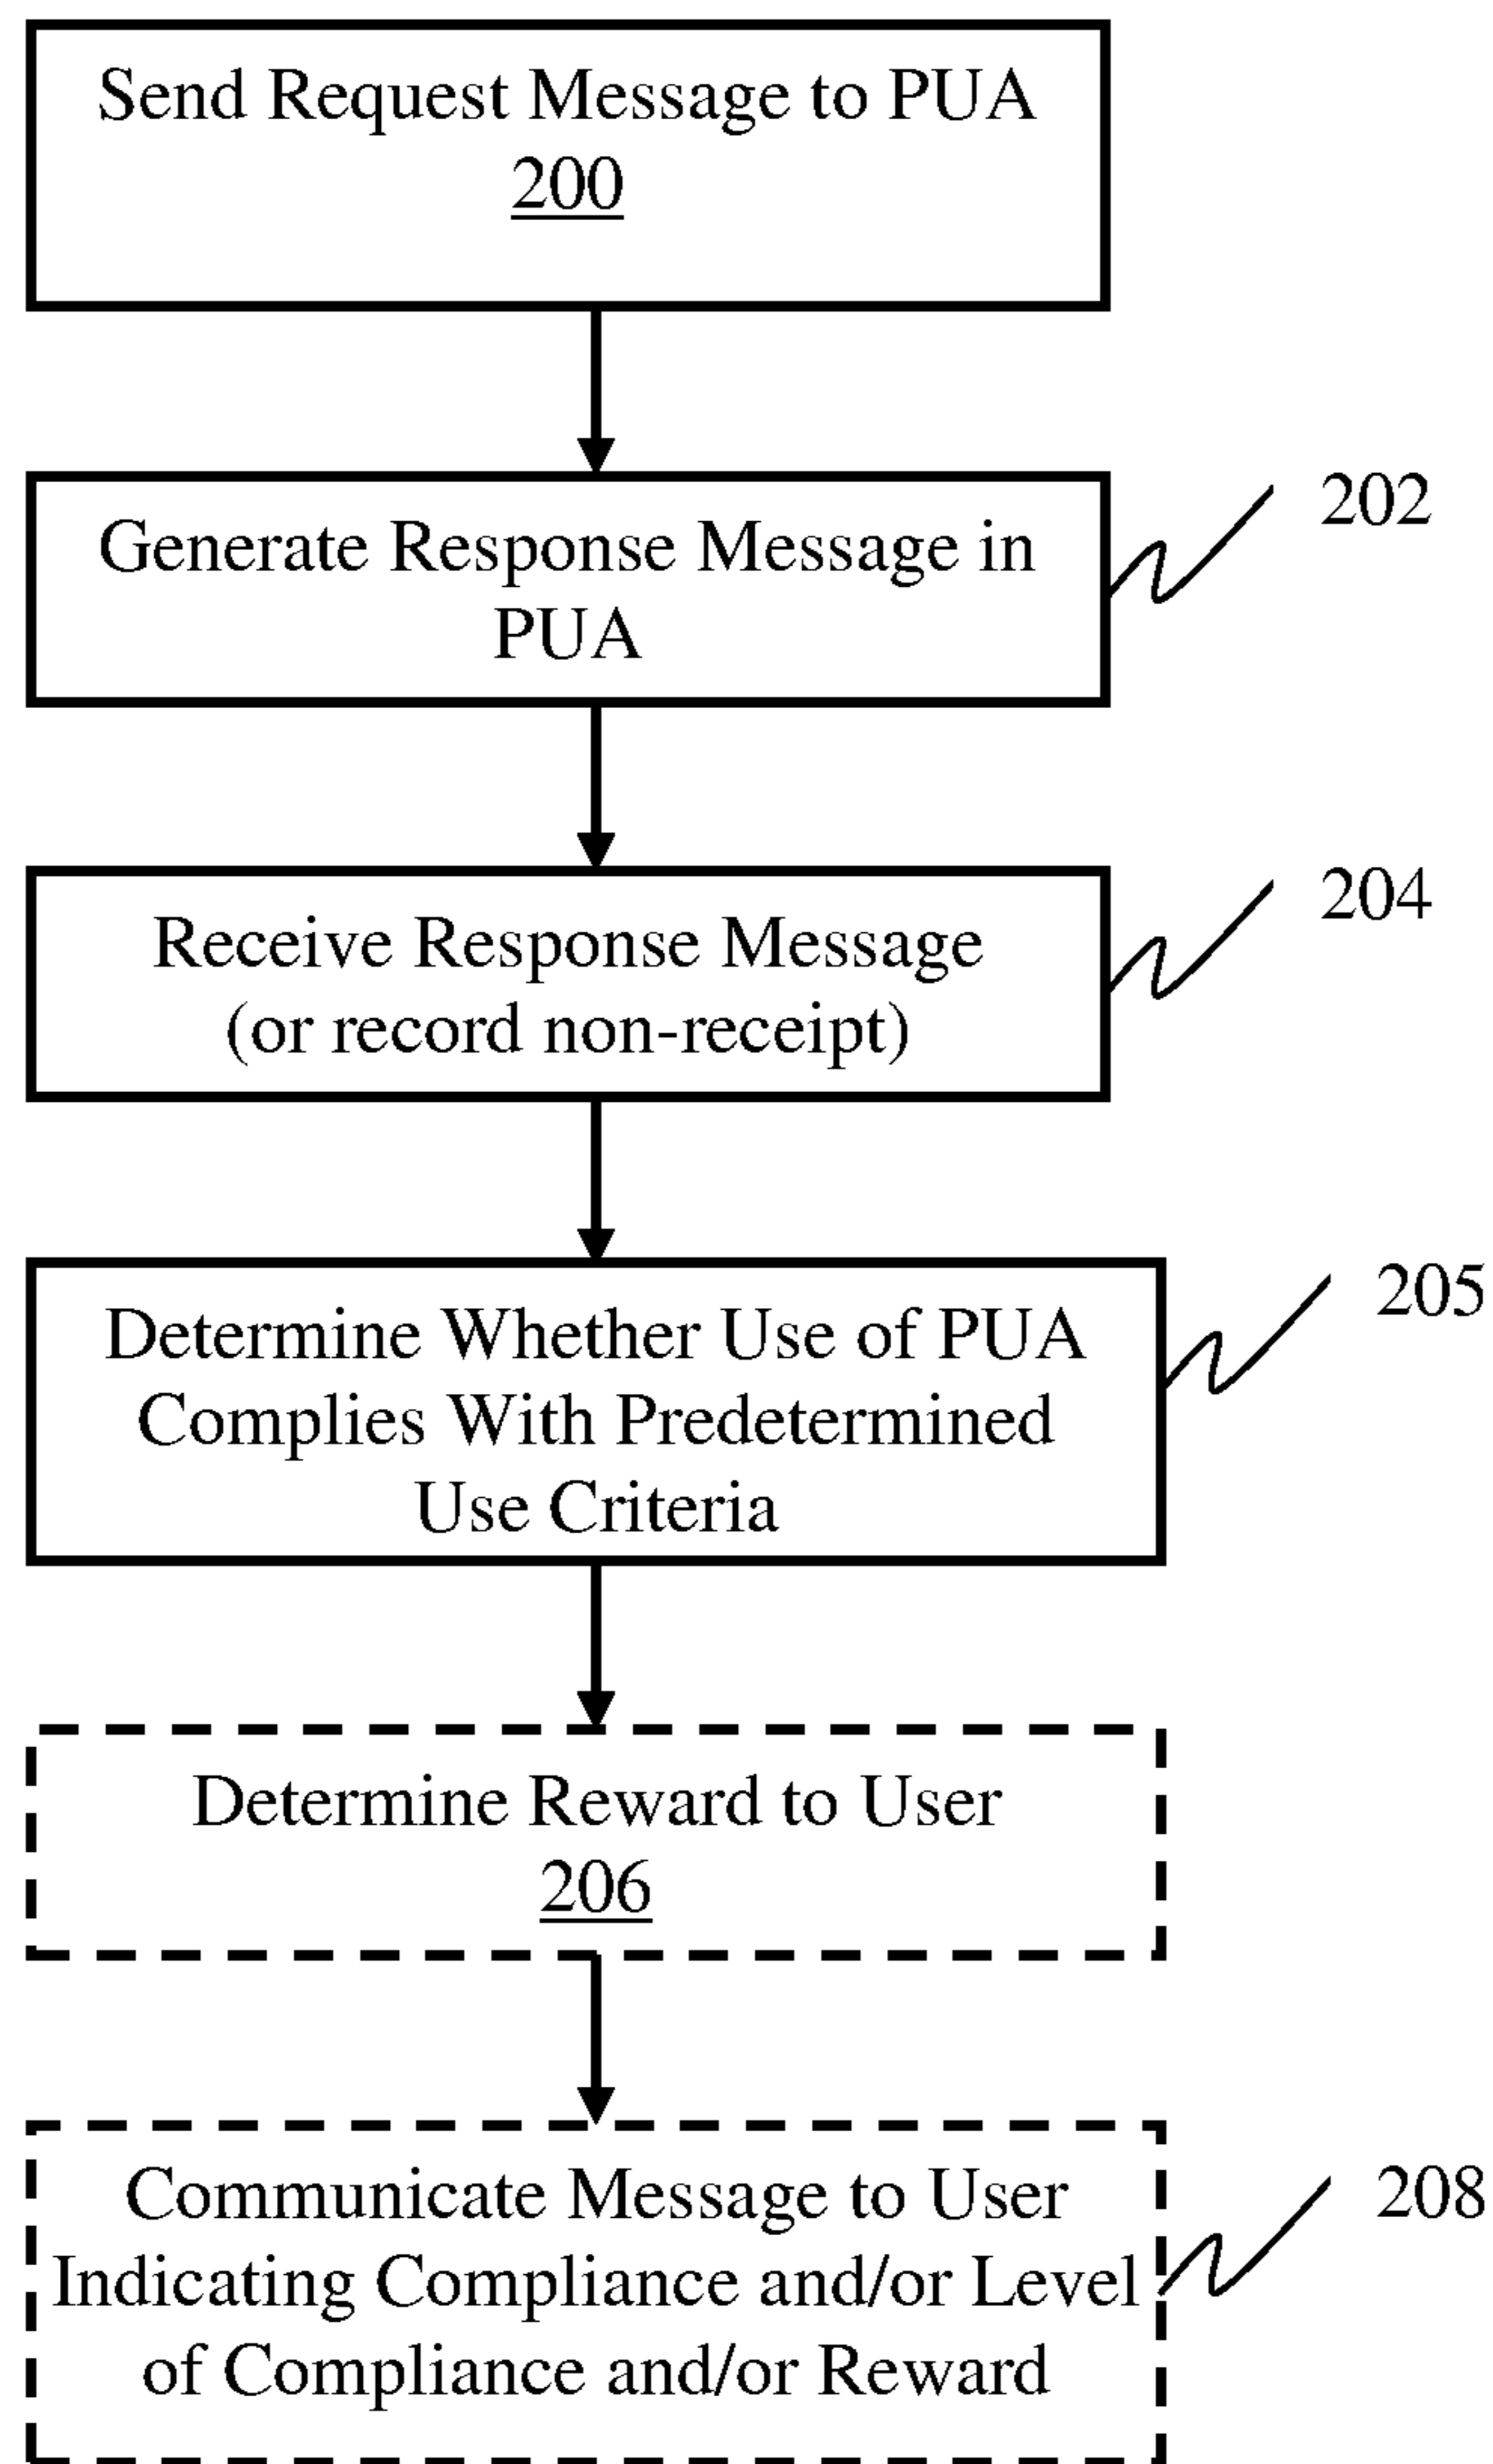 Send Request Message to PUA
200
Generate Response Message in
PUA
202
Receive Response Message
(or record non-receipt)
204
Determine Whether Use of PUA
Complies With Predetermined
Use Criteria
205
Determine Reward to User
206
Communicate Message to User
Indicating Compliance and/or Level
of Compliance and/or Reward
208